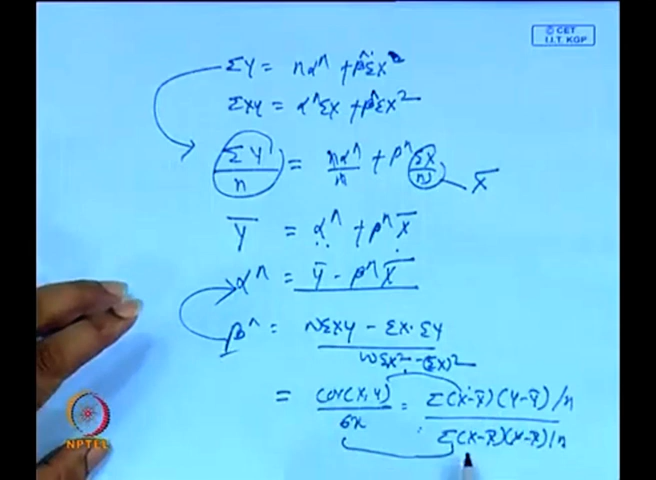 © CET
I.I.T. KGP
ΣY = nα^ + β^ΣX
ΣXY = α^ΣX + β^ΣX²
ΣY/n = nα^/n + β^ ΣX/n — X̄
Ȳ = α^ + β^X̄
α^ = Ȳ - β^X̄
β^ = NΣXY - ΣX·ΣY / NΣX² - (ΣX)²
= Cov(X,Y) / σx = Σ(X-X̄)(Y-Ȳ)/n / Σ(X-X̄)(X-X̄)/n
NPTEL